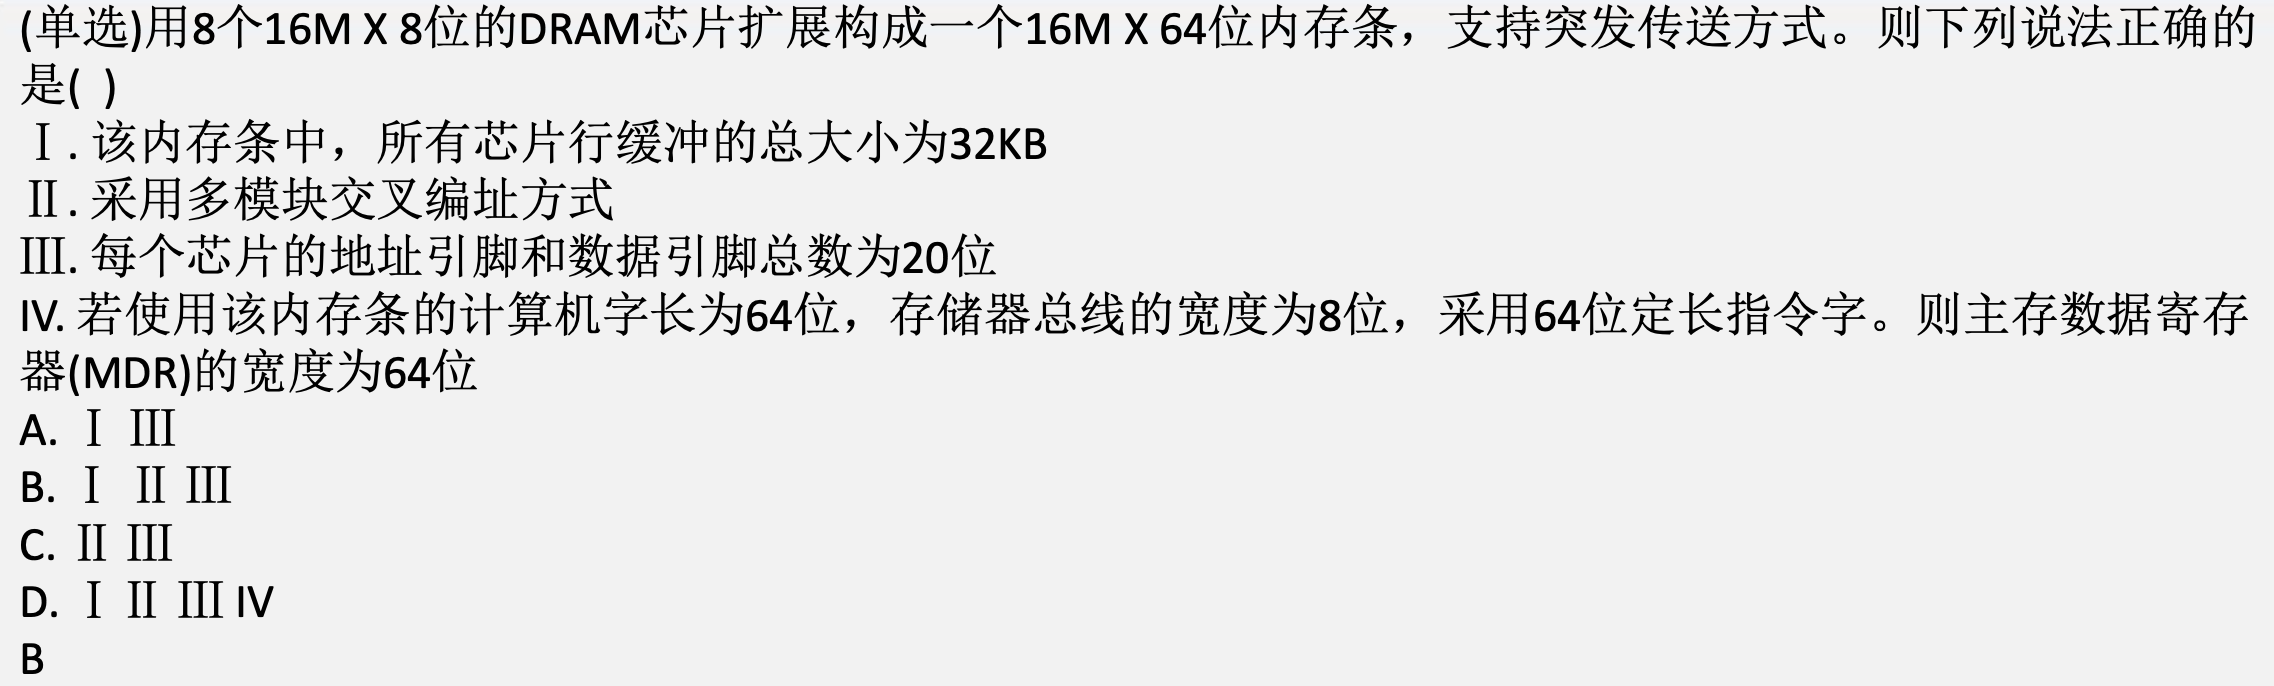 (单选)用8个16M X 8位的DRAM芯片扩展构成一个16M X 64位内存条，支持突发传送方式。则下列说法正确的
是( )
Ⅰ. 该内存条中，所有芯片行缓冲的总大小为32KB
Ⅱ. 采用多模块交叉编址方式
Ⅲ. 每个芯片的地址引脚和数据引脚总数为20位
IV. 若使用该内存条的计算机字长为64位，存储器总线的宽度为8位，采用64位定长指令字。则主存数据寄存
器(MDR)的宽度为64位
A. Ⅰ Ⅲ
B. Ⅰ Ⅱ Ⅲ
C. Ⅱ Ⅲ
D. Ⅰ Ⅱ Ⅲ IV
B